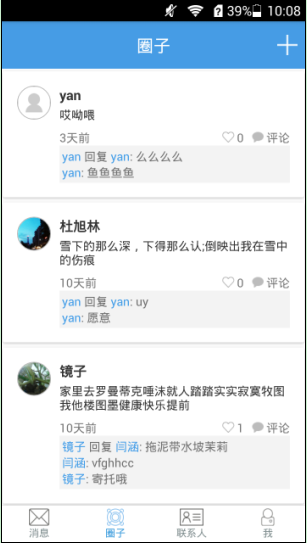 39% 10:08
圈子
yan
哎呦喂
3天前 0 评论
yan 回复 yan: 么么么么
yan: 鱼鱼鱼鱼
杜旭林
雪下的那么深，下得那么认;倒映出我在雪中
的伤痕
10天前 0 评论
yan 回复 yan: uy
yan: 愿意
镜子
家里去罗曼蒂克唾沫就人踏踏实实寂寞牧图
我他楼图墨健康快乐提前
10天前 1 评论
镜子 回复 闫涵: 拖泥带水坡茉莉
闫涵: vfghhcc
镜子: 寄托哦
消息 圈子 联系人 我